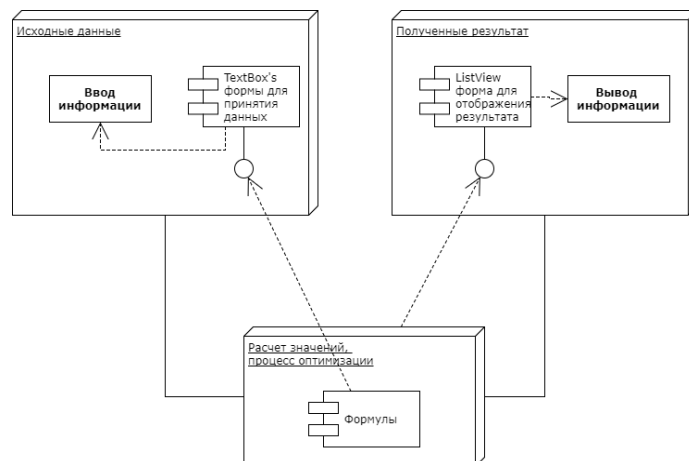 Исходные данные
Ввод
информации
TextBox's
формы для
принятия
данных
Полученные результат
ListView
форма для
отображения
результата
Вывод
информации
Расчет значений,
процесс оптимизации
Формулы